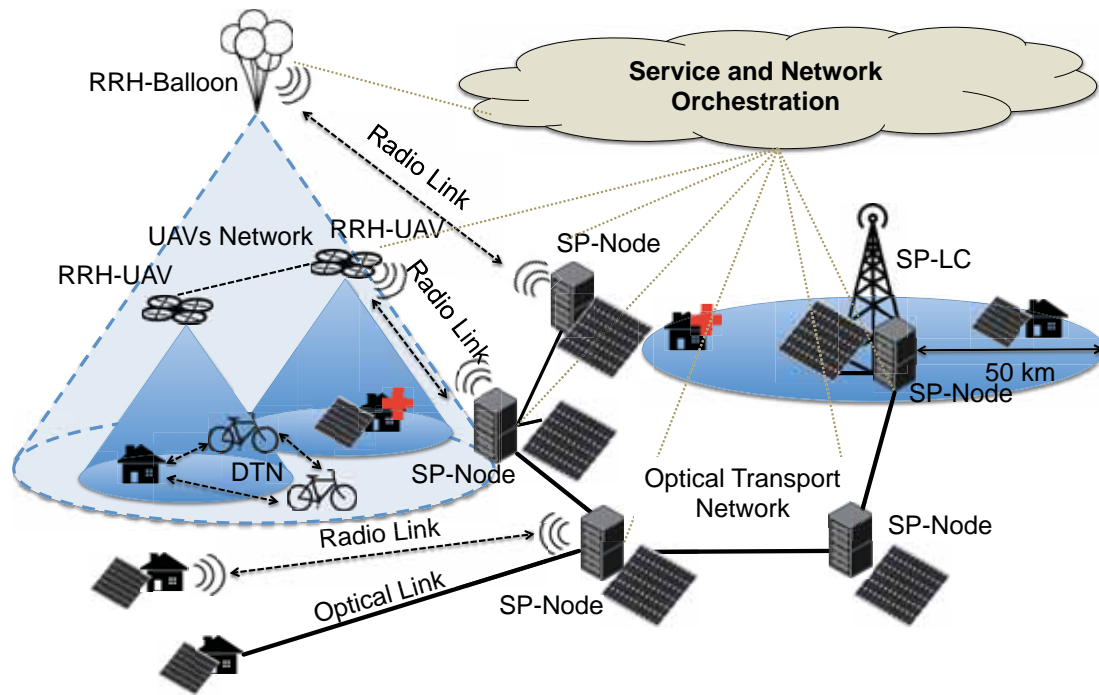 RRH-Balloon
Service and Network
Orchestration
Radio Link
UAVs Network
RRH-UAV
RRH-UAV
Radio Link
SP-Node
SP-LC
50 km
SP-Node
SP-Node
DTN
Optical Transport
Network
Radio Link
SP-Node
SP-Node
Optical Link